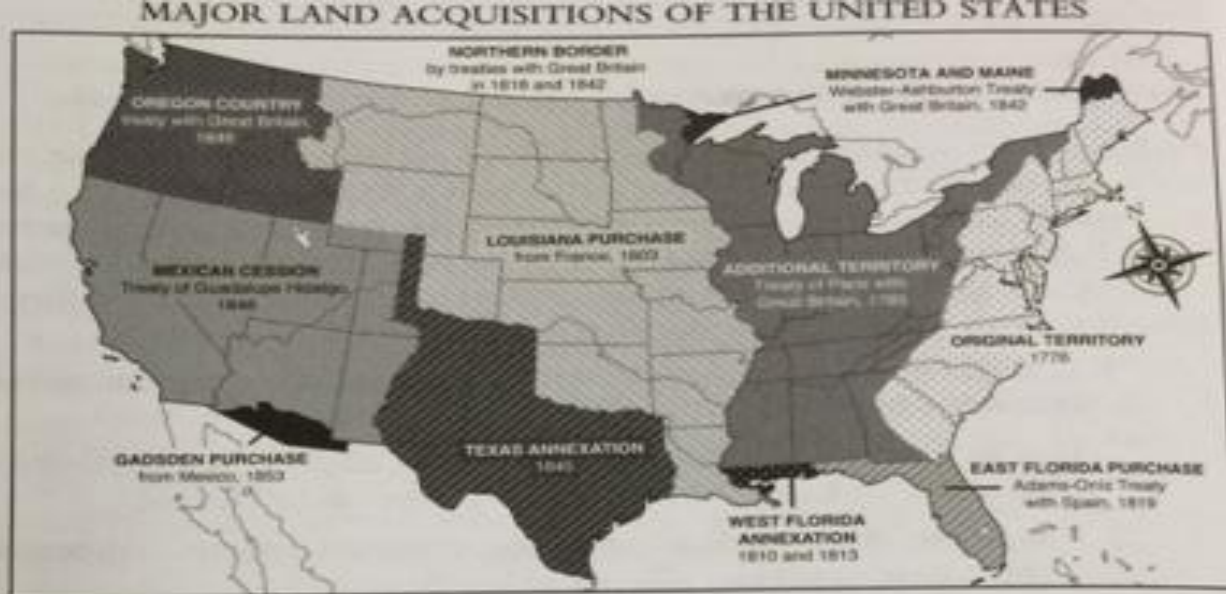 MAJOR LAND ACQUISITIONS OF THE UNITED STATES
NORTHERN BORDER
by treaties with Great Britain
in 1818 and 1842
MINNESOTA AND MAINE
Webster-Ashburton Treaty
with Great Britain, 1842
OREGON COUNTRY
treaty with Great Britain,
1846
LOUISIANA PURCHASE
from France, 1803
MEXICAN CESSION
Treaty of Guadalupe Hidalgo,
1848
ADDITIONAL TERRITORY
Treaty of Paris with
Great Britain, 1783
ORIGINAL TERRITORY
1776
GADSDEN PURCHASE
from Mexico, 1853
TEXAS ANNEXATION
1845
EAST FLORIDA PURCHASE
Adams-Onís Treaty
with Spain, 1819
WEST FLORIDA
ANNEXATION
1810 and 1813